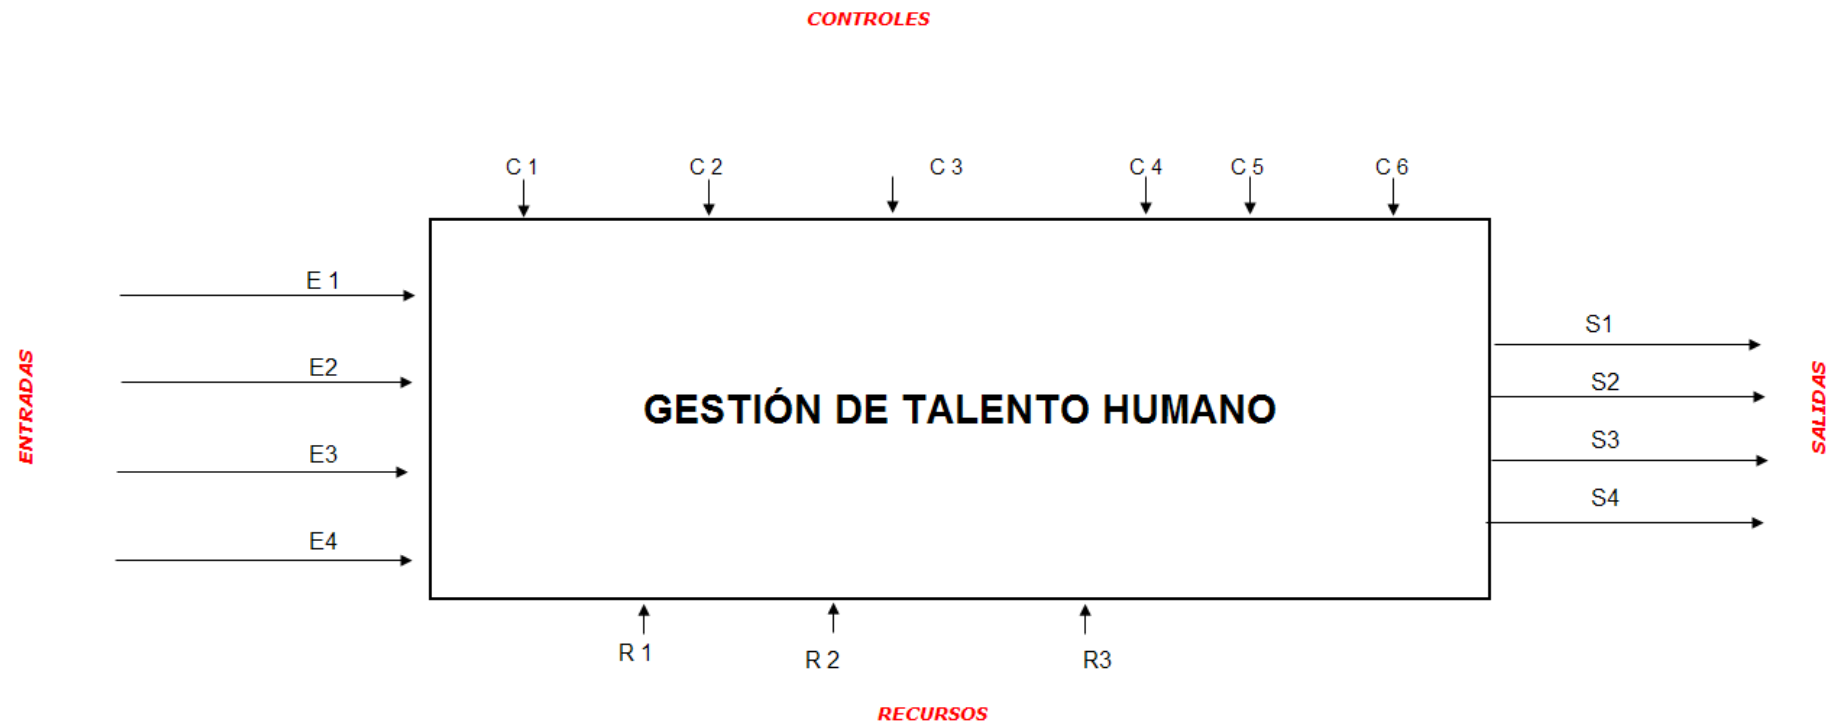 CONTROLES
C 1
C 2
C 3
C 4
C 5
C 6
E 1
E2
E3
E4
ENTRADAS
GESTIÓN DE TALENTO HUMANO
S1
S2
S3
S4
SALIDAS
R 1
R 2
R3
RECURSOS